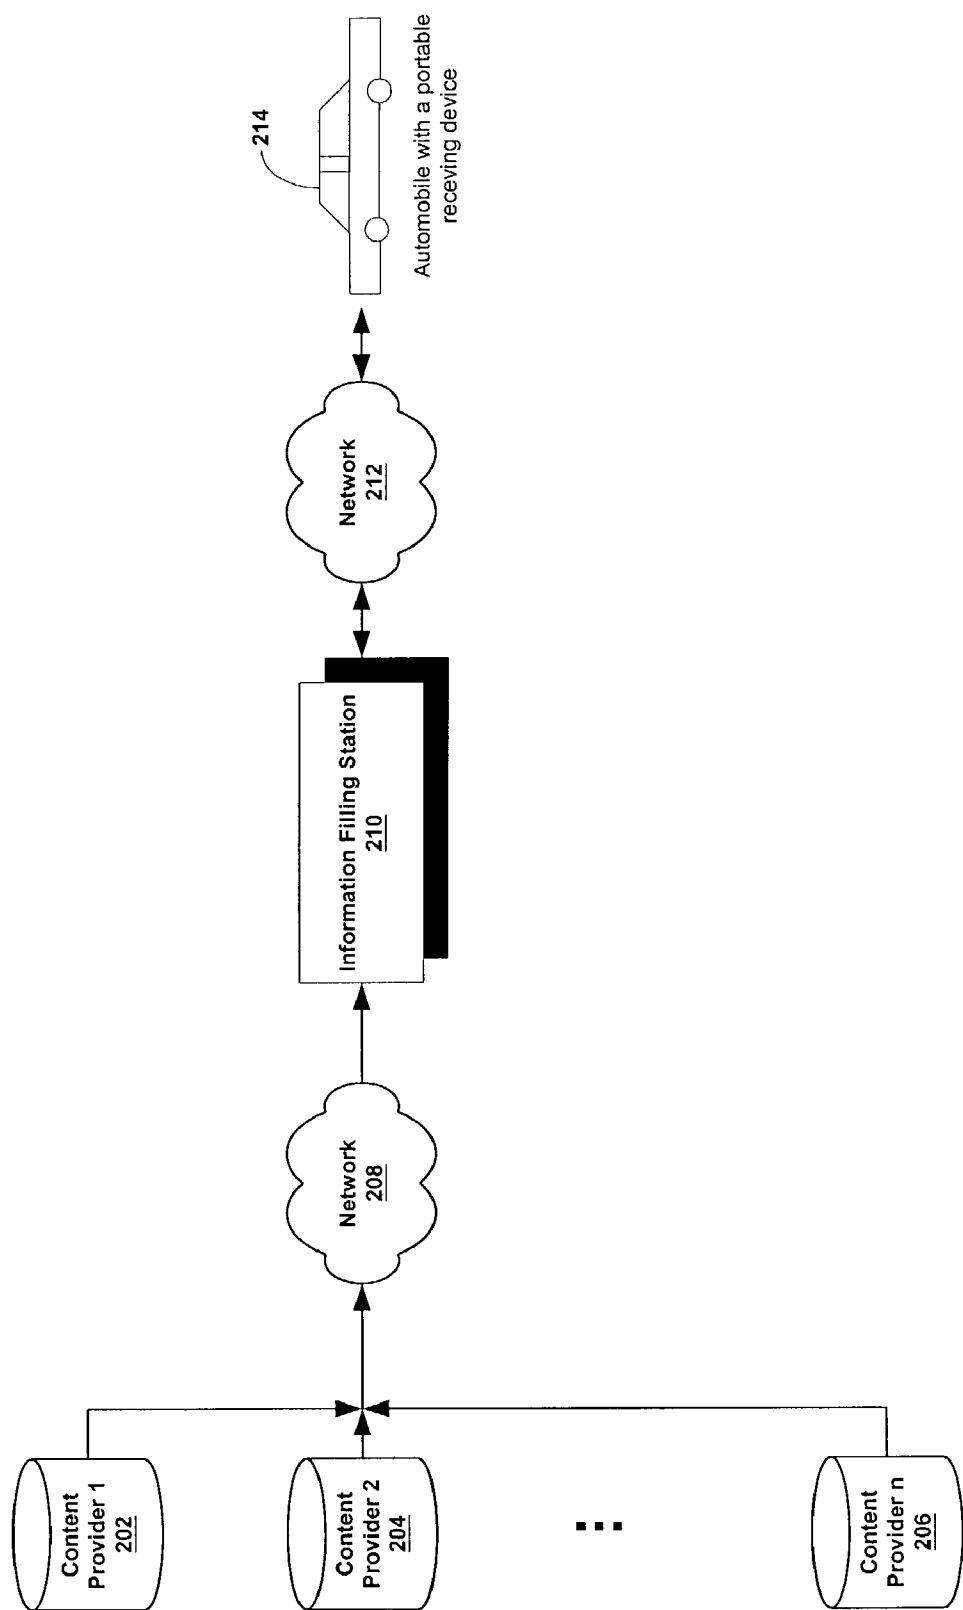 Content
Provider 1
202
Content
Provider 2
204
Content
Provider n
206
Network
208
Information Filling Station
210
Network
212
214
Automobile with a portable
receving device